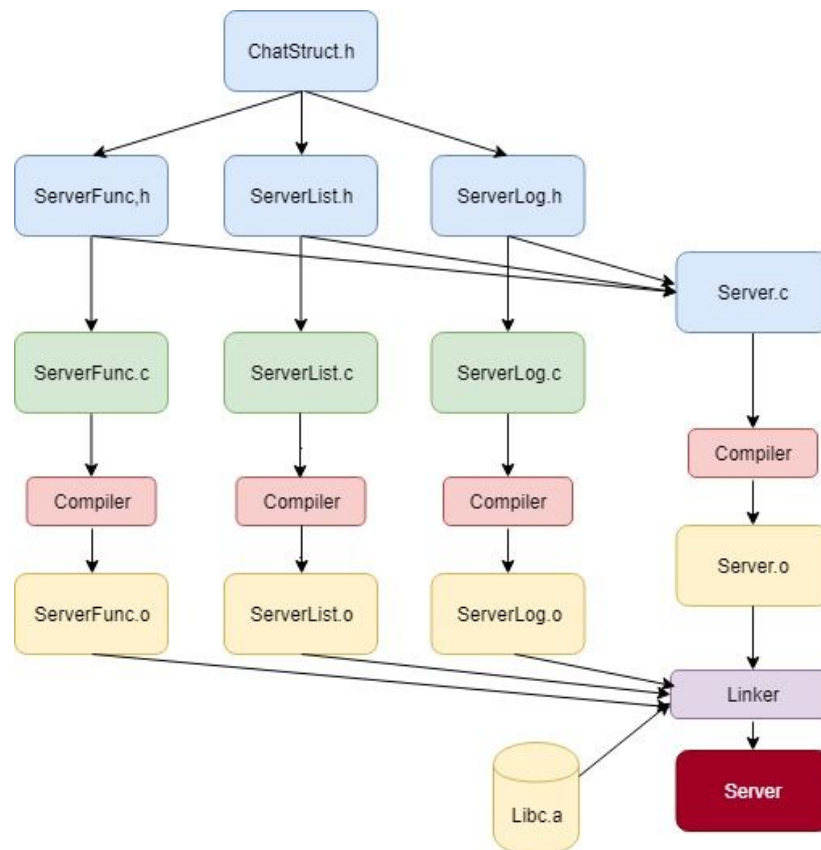 ChatStruct.h
ServerFunc,h
ServerList.h
ServerLog.h
Server.c
ServerFunc.c
ServerList.c
ServerLog.c
Compiler
Compiler
Compiler
Compiler
Server.o
ServerFunc.o
ServerList.o
ServerLog.o
Linker
Server
Libc.a